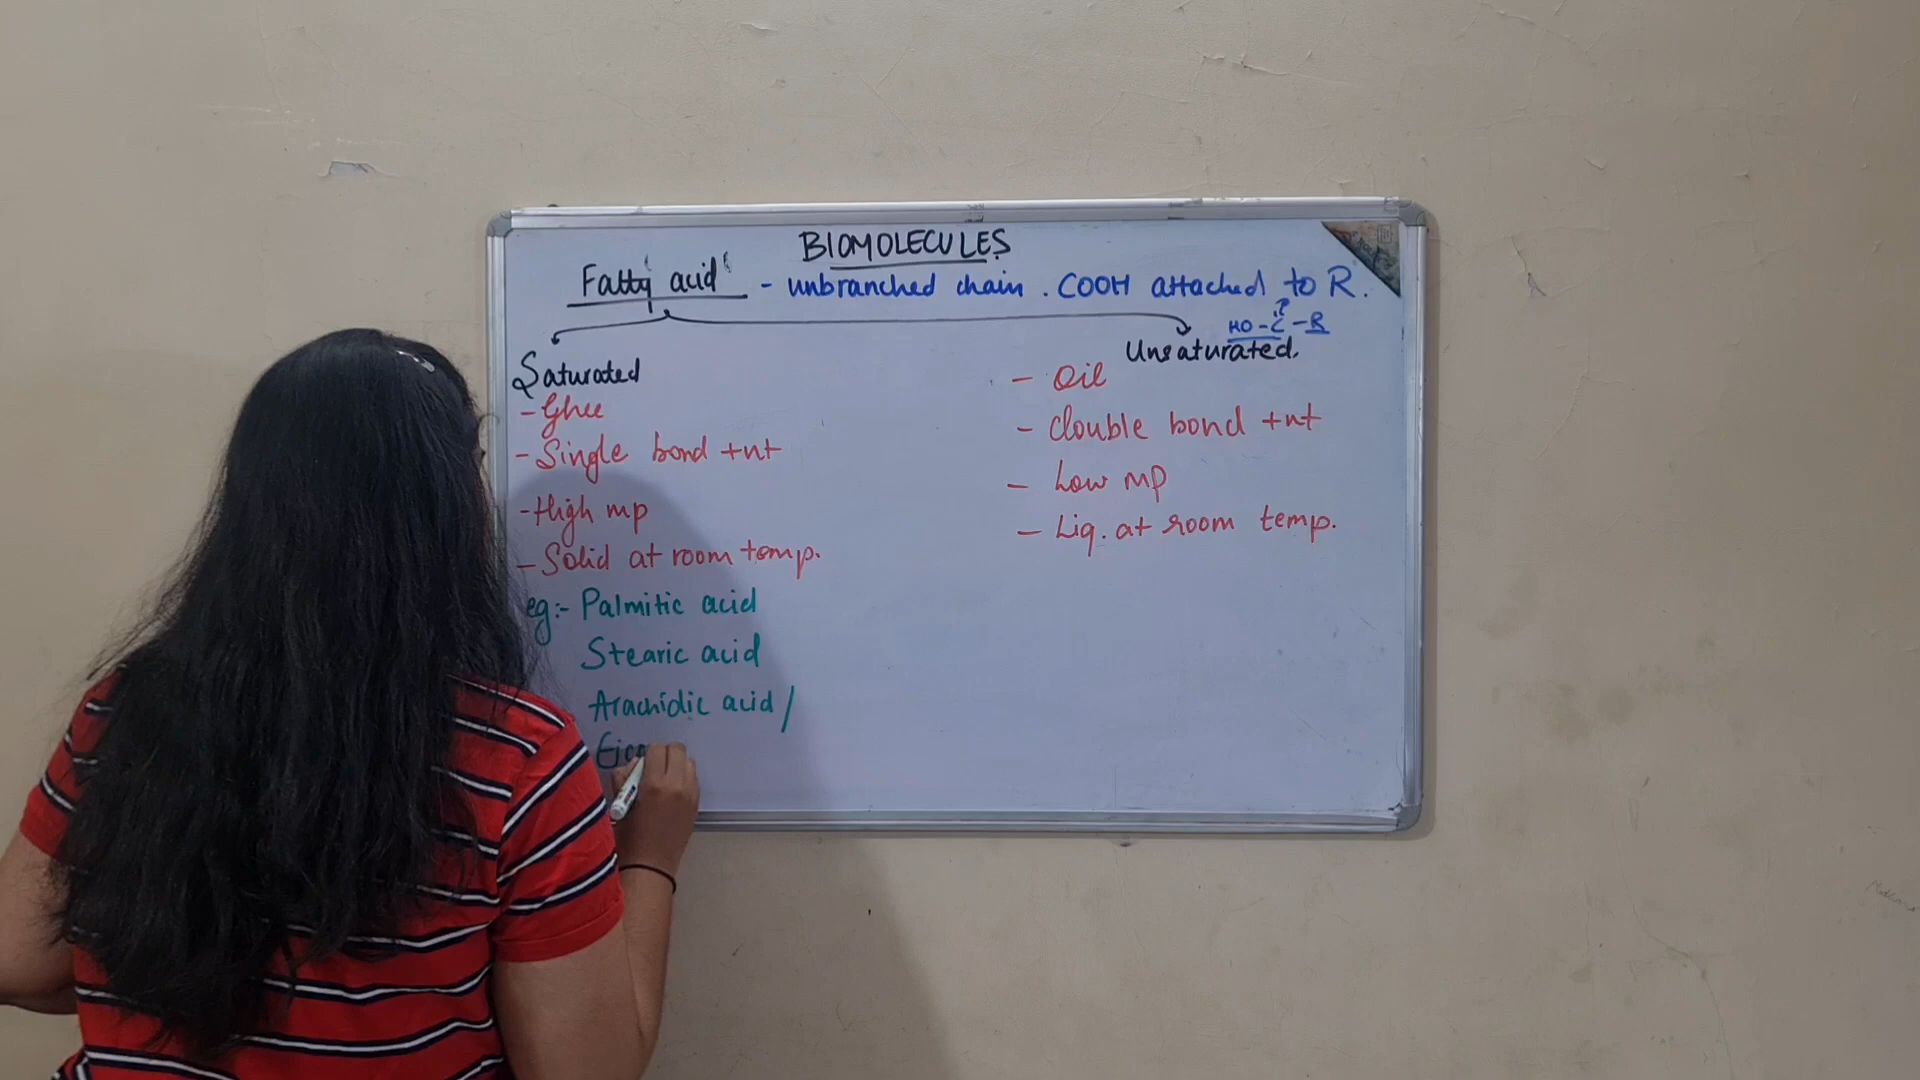 BIOMOLECULES
'Fatty acid' - unbranched chain. COOH attached to R.
HO-C-R
Saturated
-Ghee
-Single bond +nt
-High mp
-Solid at room temp.
eg:- Palmitic acid
Stearic acid
Arachidic acid/
Unsaturated.
- Oil
- double bond +nt
- Low mp
- Liq. at room temp.